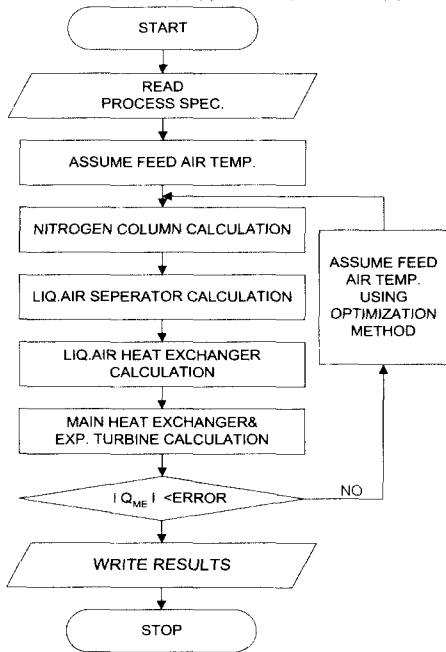 START
READ
PROCESS SPEC.
ASSUME FEED AIR TEMP.
NITROGEN COLUMN CALCULATION
LIQ.AIR SEPERATOR CALCULATION
LIQ.AIR HEAT EXCHANGER
CALCULATION
MAIN HEAT EXCHANGER&
EXP. TURBINE CALCULATION
| Q_ME | <ERROR
NO
ASSUME FEED
AIR TEMP.
USING
OPTIMIZATION
METHOD
WRITE RESULTS
STOP